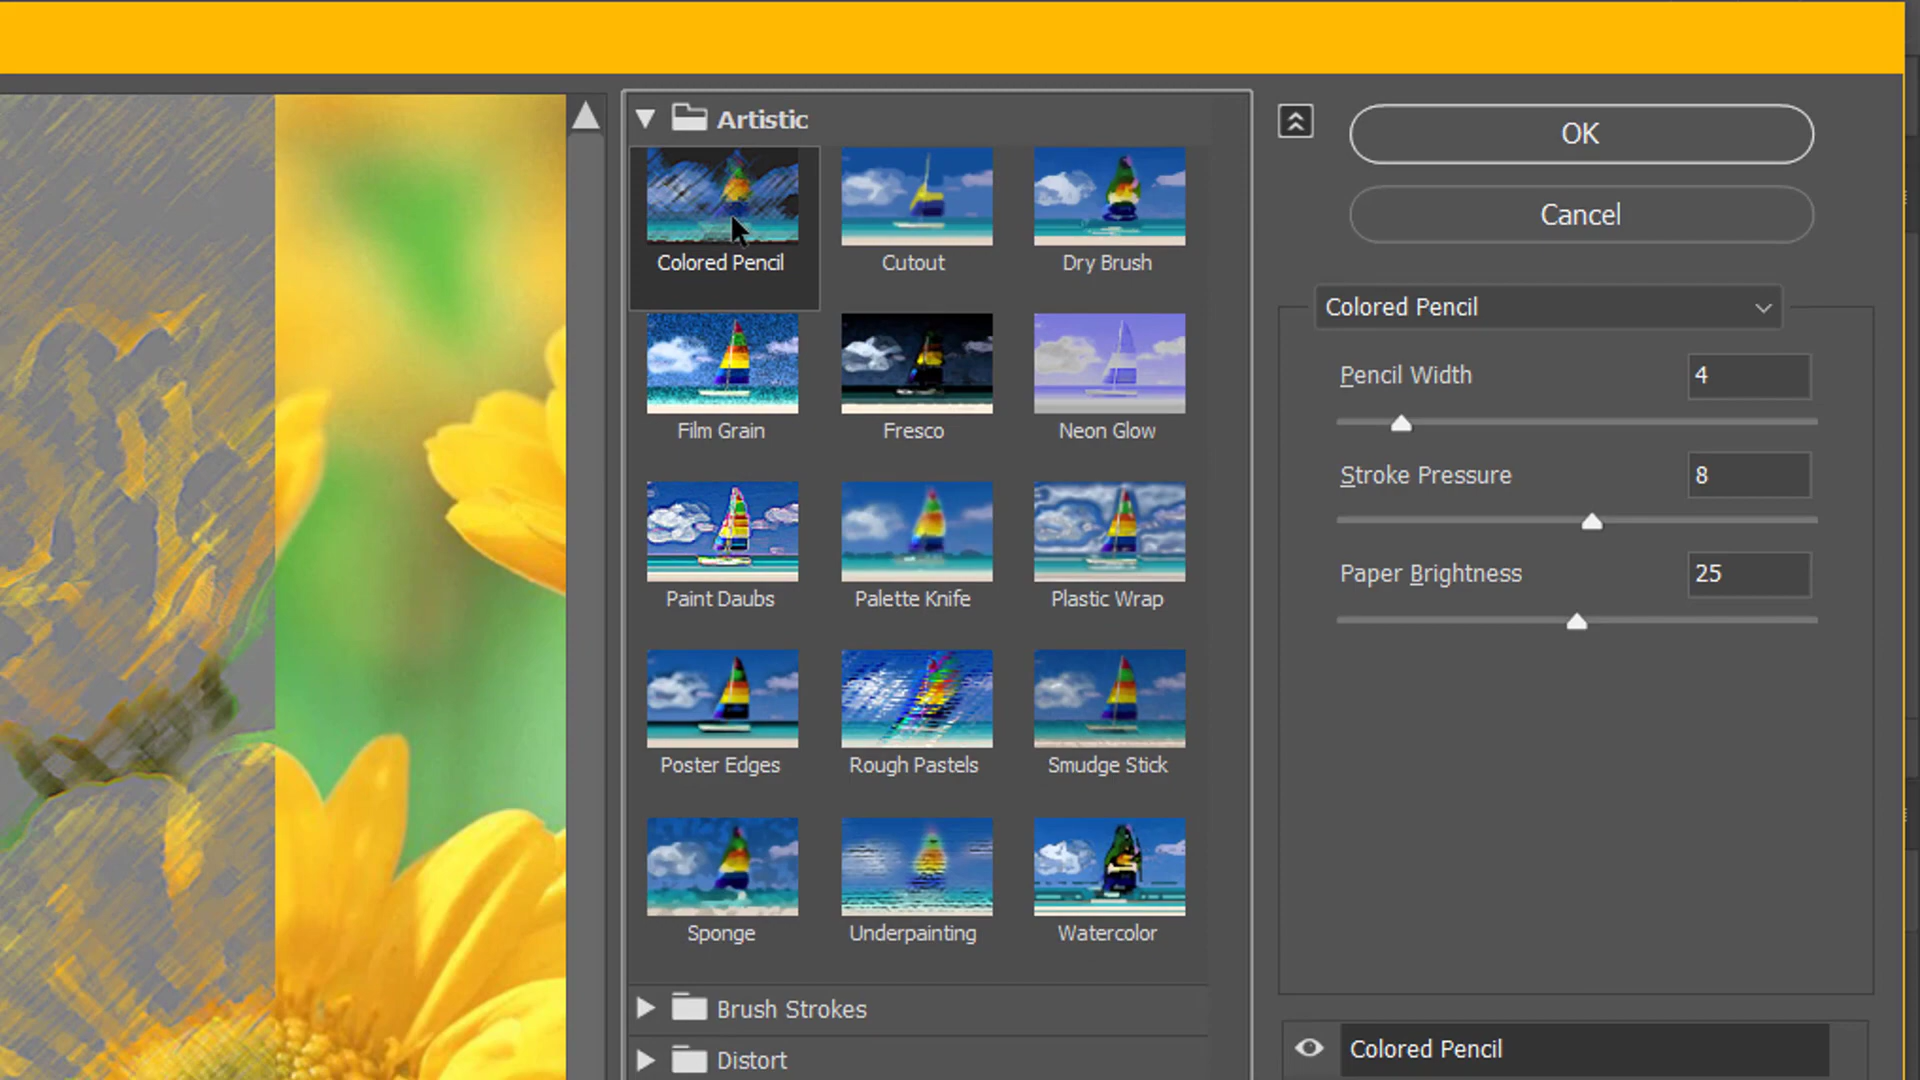 Artistic
Colored Pencil
Cutout
Dry Brush
Film Grain
Fresco
Neon Glow
Paint Daubs
Palette Knife
Plastic Wrap
Poster Edges
Rough Pastels
Smudge Stick
Sponge
Underpainting
Watercolor
Brush Strokes
Distort
OK
Cancel
Colored Pencil
Pencil Width 4
Stroke Pressure 8
Paper Brightness 25
Colored Pencil